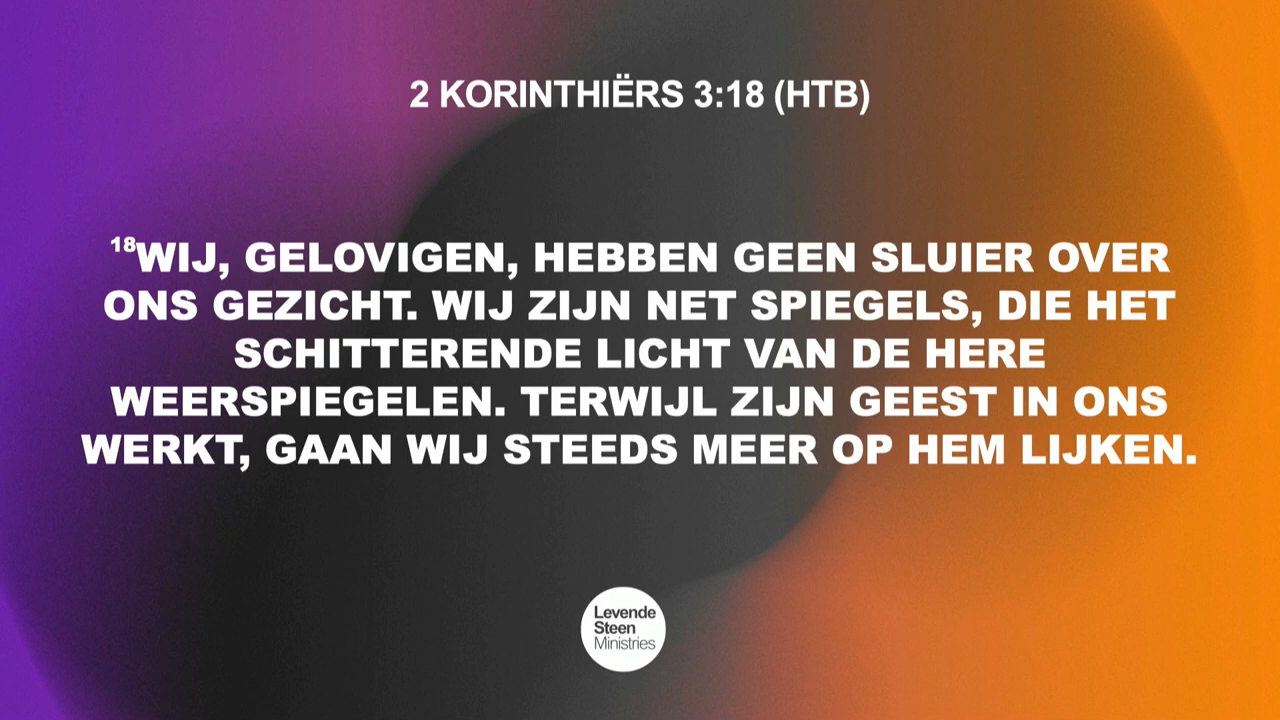 2 KORINTHIËRS 3:18 (HTB)
¹⁸WIJ, GELOVIGEN, HEBBEN GEEN SLUIER OVER
ONS GEZICHT. WIJ ZIJN NET SPIEGELS, DIE HET
SCHITTERENDE LICHT VAN DE HERE
WEERSPIEGELEN. TERWIJL ZIJN GEEST IN ONS
WERKT, GAAN WIJ STEEDS MEER OP HEM LIJKEN.
Levende
Steen
Ministries